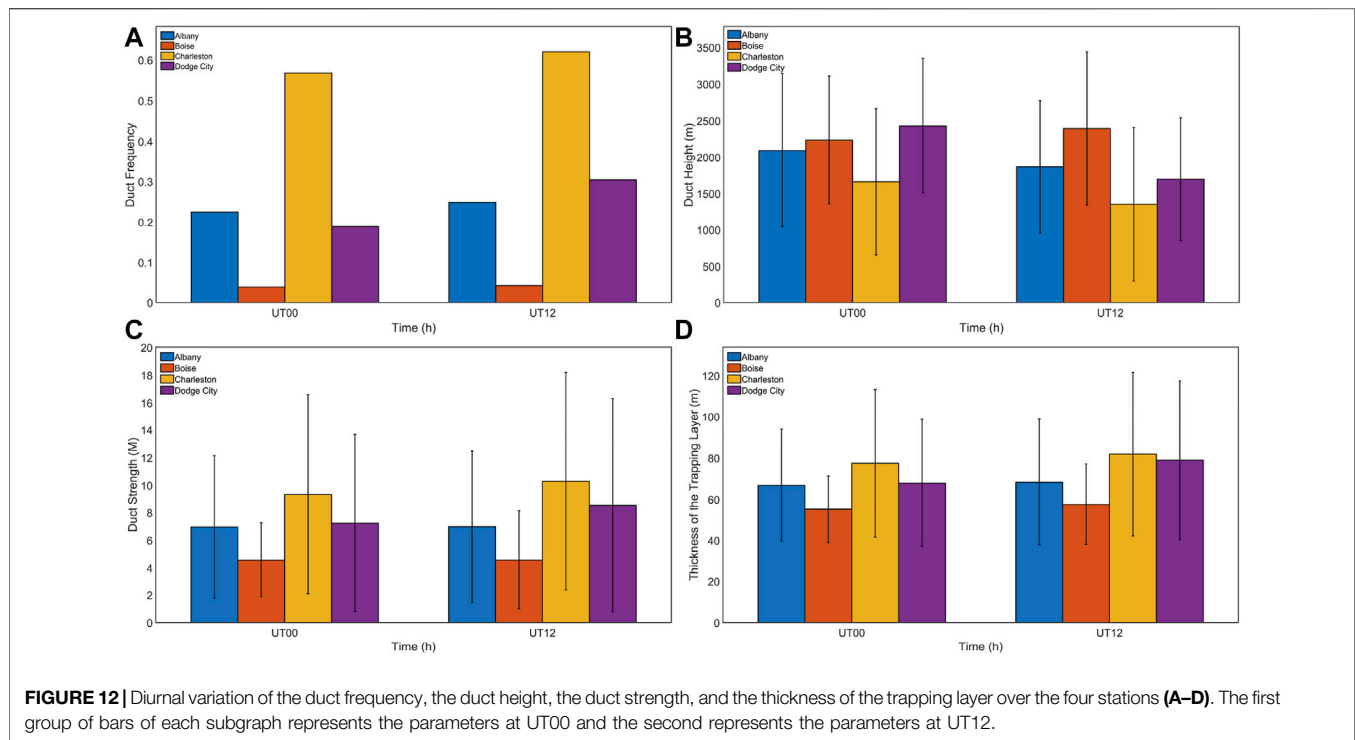 A
Albany
Boise
Charleston
Dodge City
0.6
0.5
0.4
0.3
0.2
0.1
0
Duct Frequency
UT00
UT12
Time (h)
B
Albany
Boise
Charleston
Dodge City
3500
3000
2500
2000
1500
1000
500
0
Duct Height (m)
UT00
UT12
Time (h)
C
Albany
Boise
Charleston
Dodge City
20
18
16
14
12
10
8
6
4
2
0
Duct Strength (M)
UT00
UT12
Time (h)
D
Albany
Boise
Charleston
Dodge City
120
100
80
60
40
20
0
Thickness of the Trapping Layer (m)
UT00
UT12
Time (h)
FIGURE 12 | Diurnal variation of the duct frequency, the duct height, the duct strength, and the thickness of the trapping layer over the four stations (A–D). The first
group of bars of each subgraph represents the parameters at UT00 and the second represents the parameters at UT12.